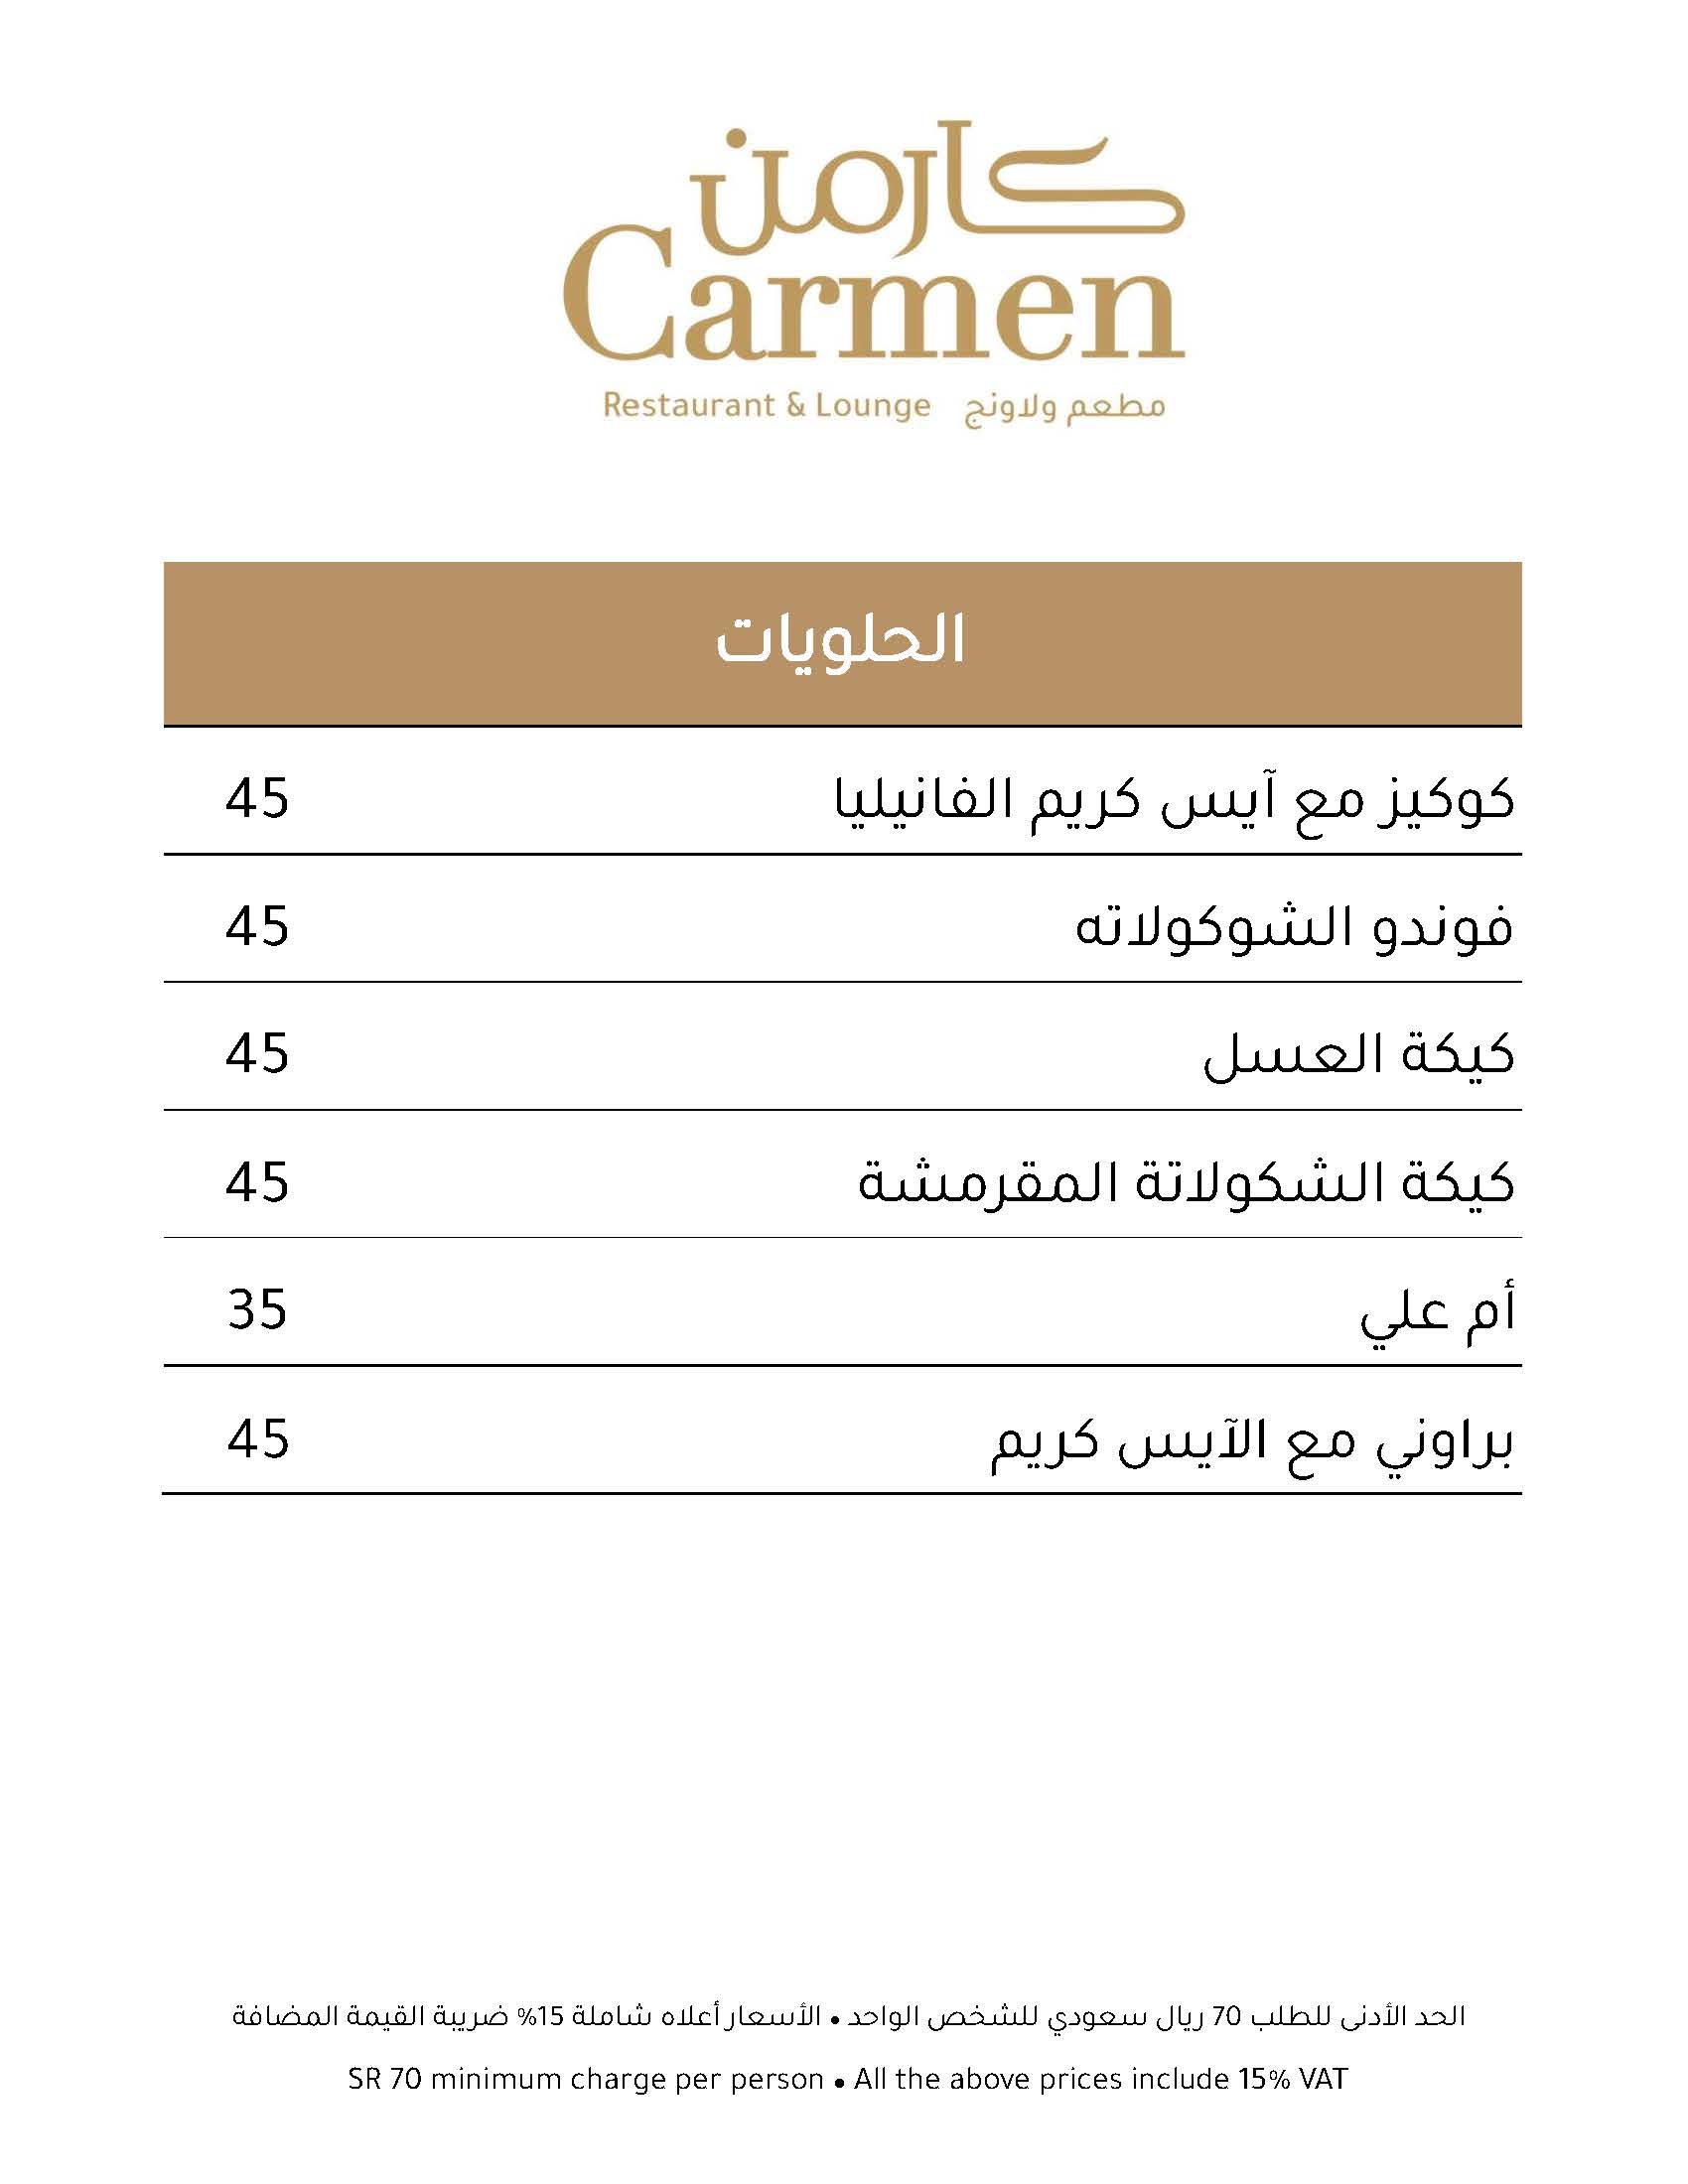 كارمن
Carmen
Restaurant & Lounge مطعم ولاونج
الحلويات
كوكيز مع آيس كريم الفانيليا 45
فوندو الشوكولاته 45
كيكة العسل 45
كيكة الشكولاتة المقرمشة 45
أم علي 35
براوني مع الآيس كريم 45
الحد الأدنى للطلب 70 ريال سعودي للشخص الواحد • الأسعار أعلاه شاملة 15% ضريبة القيمة المضافة
SR 70 minimum charge per person • All the above prices include 15% VAT